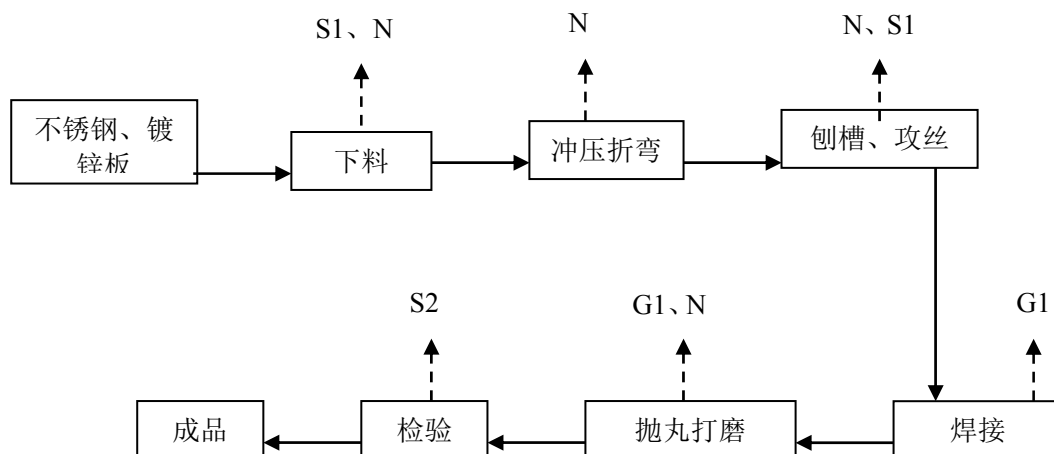 S1、N
N
N、S1
不锈钢、镀
锌板
下料
冲压折弯
刨槽、攻丝
S2
G1、N
G1
成品
检验
抛丸打磨
焊接